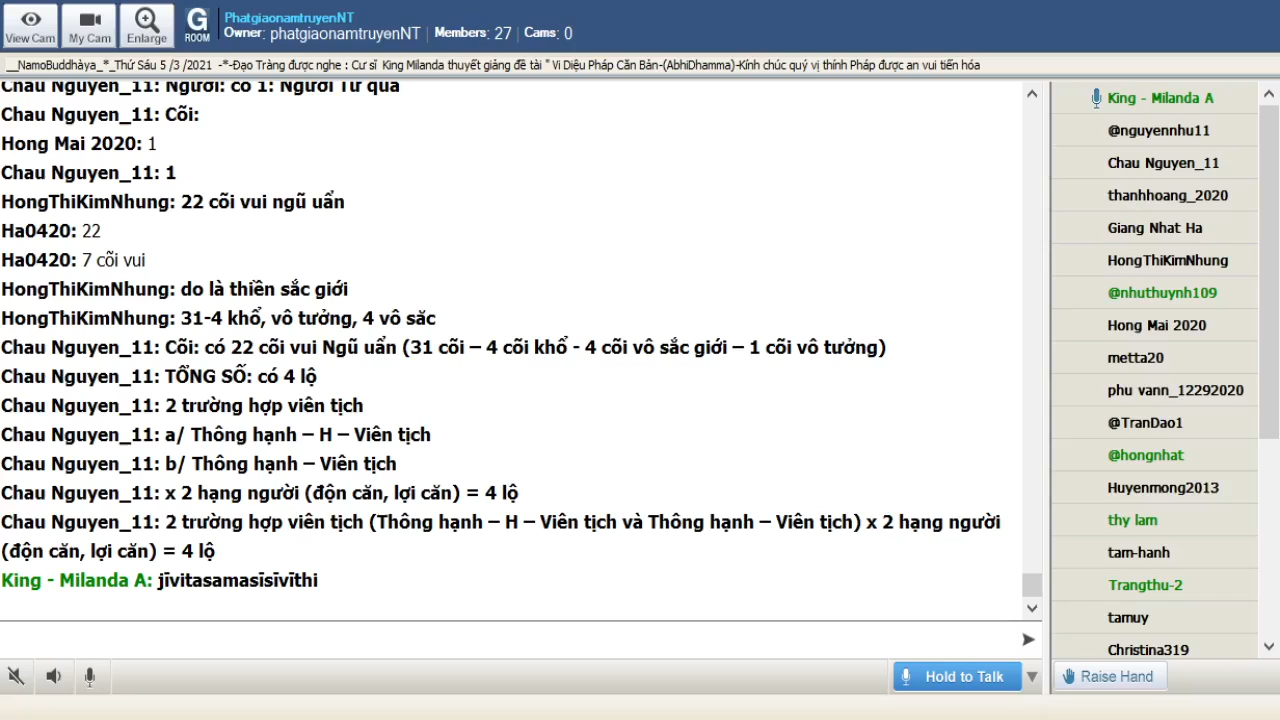 View Cam
My Cam
Enlarge
G
ROOM
PhatgiaonamtruyenNT
Owner: phatgiaonamtruyenNT | Members: 27 | Cams: 0
__NamoBuddhàya_*_Thứ Sáu 5 /3 /2021 -*-Đạo Tràng được nghe : Cư sĩ King Milanda thuyết giảng đề tài " Vi Diệu Pháp Căn Bản-(AbhiDhamma)-Kính chúc quý vị thính Pháp được an vui tiến hóa
Chau Nguyen_11: Người: có 1: Người Tứ quả
Chau Nguyen_11: Cõi:
Hong Mai 2020: 1
Chau Nguyen_11: 1
HongThiKimNhung: 22 cõi vui ngũ uẩn
Ha0420: 22
Ha0420: 7 cõi vui
HongThiKimNhung: do là thiền sắc giới
HongThiKimNhung: 31-4 khổ, vô tưởng, 4 vô săc
Chau Nguyen_11: Cõi: có 22 cõi vui Ngũ uẩn (31 cõi – 4 cõi khổ - 4 cõi vô sắc giới – 1 cõi vô tưởng)
Chau Nguyen_11: TỔNG SỐ: có 4 lộ
Chau Nguyen_11: 2 trường hợp viên tịch
Chau Nguyen_11: a/ Thông hạnh – H – Viên tịch
Chau Nguyen_11: b/ Thông hạnh – Viên tịch
Chau Nguyen_11: x 2 hạng người (độn căn, lợi căn) = 4 lộ
Chau Nguyen_11: 2 trường hợp viên tịch (Thông hạnh – H – Viên tịch và Thông hạnh – Viên tịch) x 2 hạng người
(độn căn, lợi căn) = 4 lộ
King - Milanda A: jīvitasamasīsīvīthi
Hold to Talk
King - Milanda A
@nguyennhu11
Chau Nguyen_11
thanhhoang_2020
Giang Nhat Ha
HongThiKimNhung
@nhuthuynh109
Hong Mai 2020
metta20
phu vann_12292020
@TranDao1
@hongnhat
Huyenmong2013
thy lam
tam-hanh
Trangthu-2
tamuy
Christina319
Raise Hand